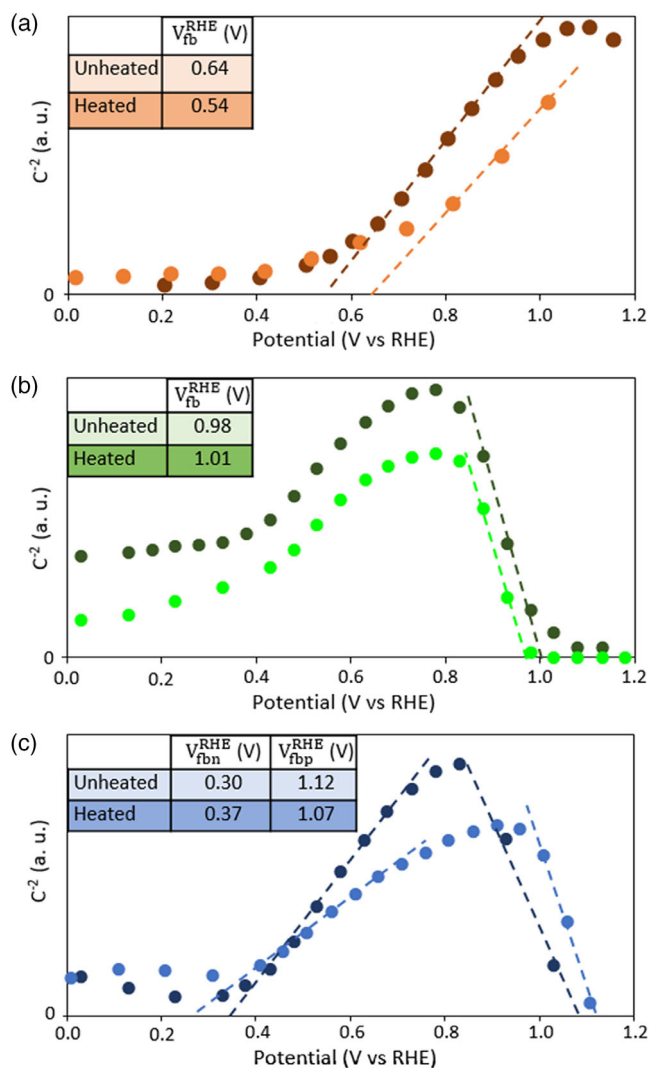 (a)
V_fb^RHE (V)
Unheated 0.64
Heated 0.54
C⁻² (a. u.)
0
0.0 0.2 0.4 0.6 0.8 1.0 1.2
Potential (V vs RHE)
(b)
V_fb^RHE (V)
Unheated 0.98
Heated 1.01
C⁻² (a. u.)
0
0.0 0.2 0.4 0.6 0.8 1.0 1.2
Potential (V vs RHE)
(c)
V_fbn^RHE (V) V_fbp^RHE (V)
Unheated 0.30 1.12
Heated 0.37 1.07
C⁻² (a. u.)
0
0.0 0.2 0.4 0.6 0.8 1.0 1.2
Potential (V vs RHE)